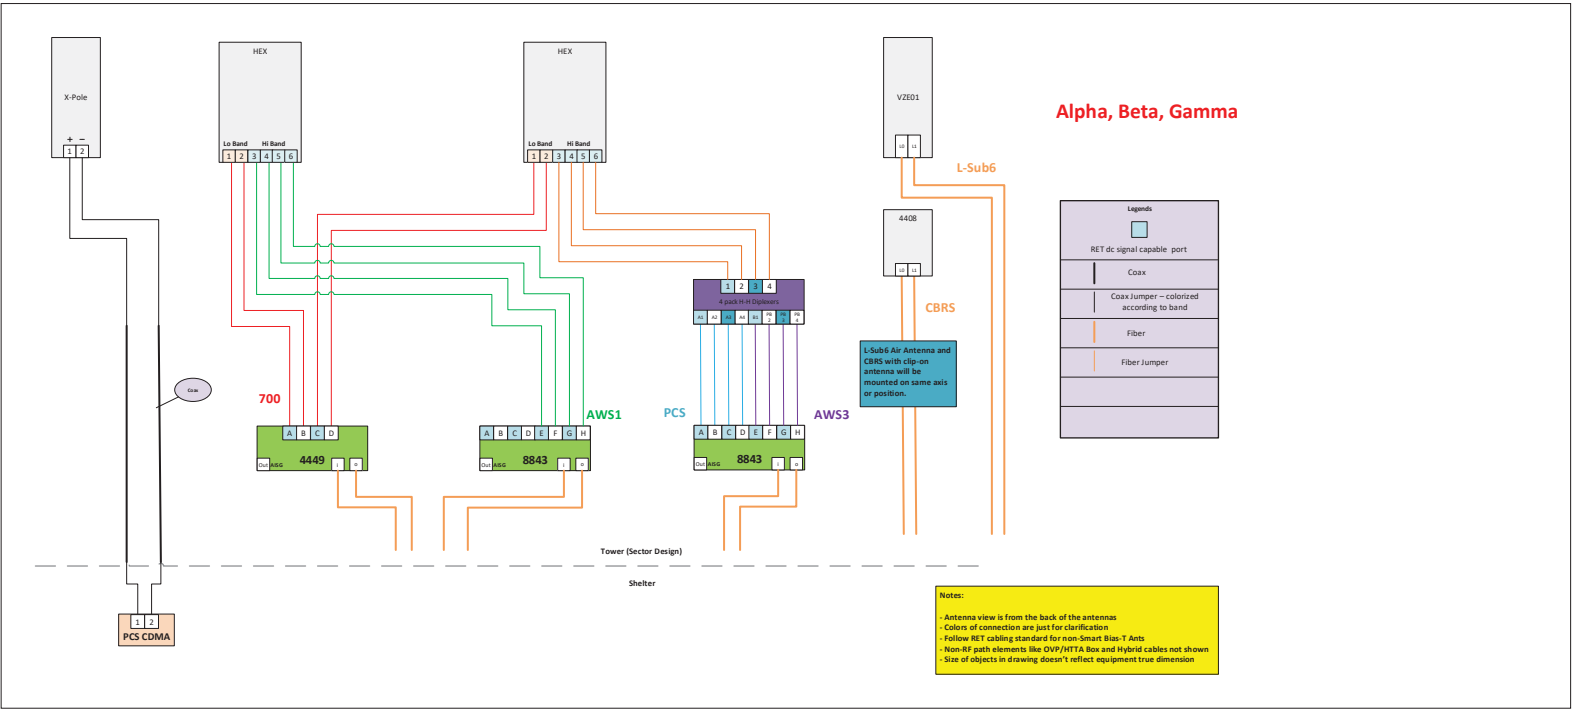 HEX
HEX
X-Pole
VZE01
Alpha, Beta, Gamma
+ −
1 2
Lo Band Hi Band
1 2 3 4 5 6
Lo Band Hi Band
1 2 3 4 5 6
L0 L1
L-Sub6
4408
L0 L1
CBRS
Legends
RET dc signal capable port
Coax
Coax Jumper – colorized
according to band
Fiber
Fiber Jumper
1 2 3 4
4 pack H-H Diplexers
A1 A2 A3 A4 B1 PB 2 PB 3 PB 4
L-Sub6 Air Antenna and
CBRS with clip-on
antenna will be
mounted on same axis
or position.
Coax
700
AWS1
PCS
AWS3
A B C D
4449
Out AISG
A B C D E F G H
8843
Out AISG
A B C D E F G H
8843
Out AISG
Tower (Sector Design)
Shelter
1 2
PCS CDMA
Notes:
- Antenna view is from the back of the antennas
- Colors of connection are just for clarification
- Follow RET cabling standard for non-Smart Bias-T Ants
- Non-RF path elements like OVP/HTTA Box and Hybrid cables not shown
- Size of objects in drawing doesn't reflect equipment true dimension